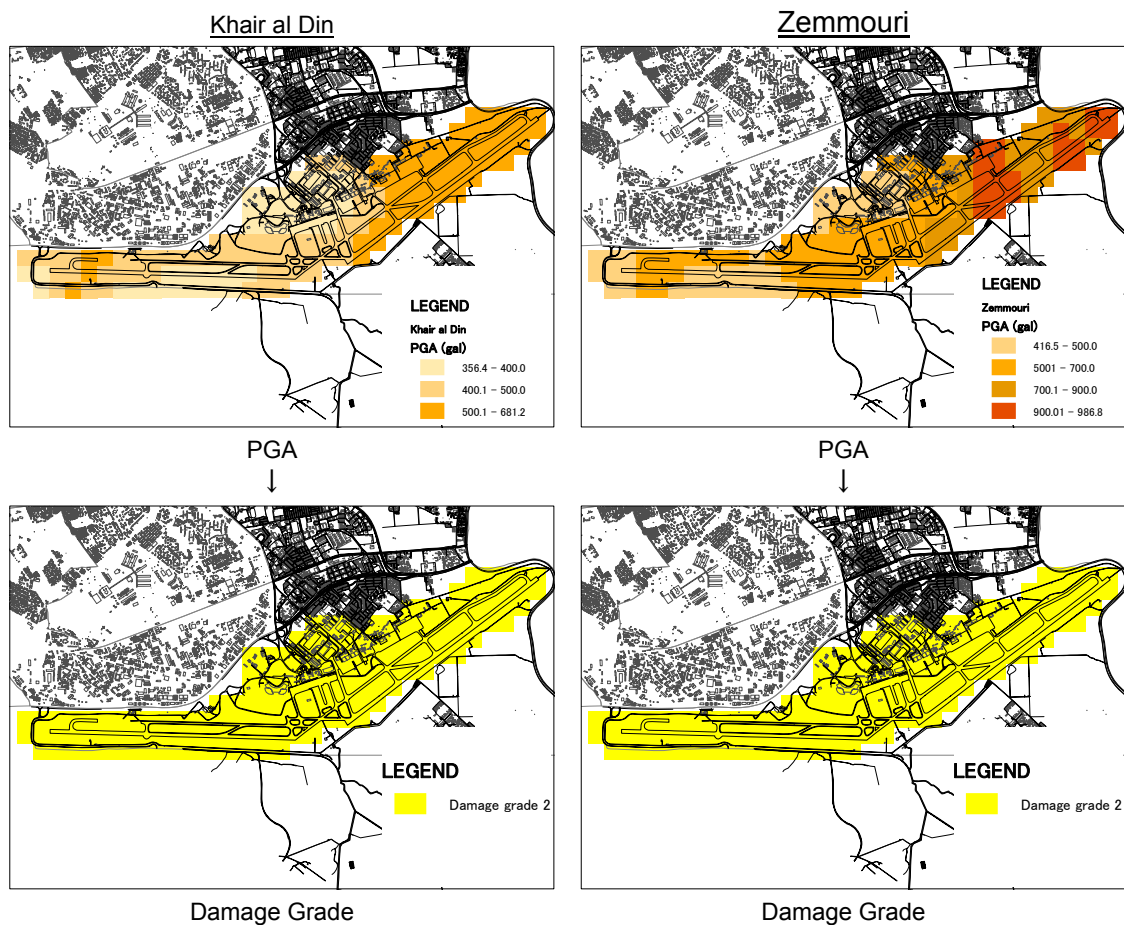 Khair al Din
Zemmouri
LEGEND
Khair al Din
PGA (gal)
356.4 - 400.0
400.1 - 500.0
500.1 - 681.2
LEGEND
Zemmouri
PGA (gal)
416.5 - 500.0
5001 - 700.0
700.1 - 900.0
900.01 - 986.8
PGA
↓
PGA
↓
LEGEND
Damage grade 2
LEGEND
Damage grade 2
Damage Grade
Damage Grade